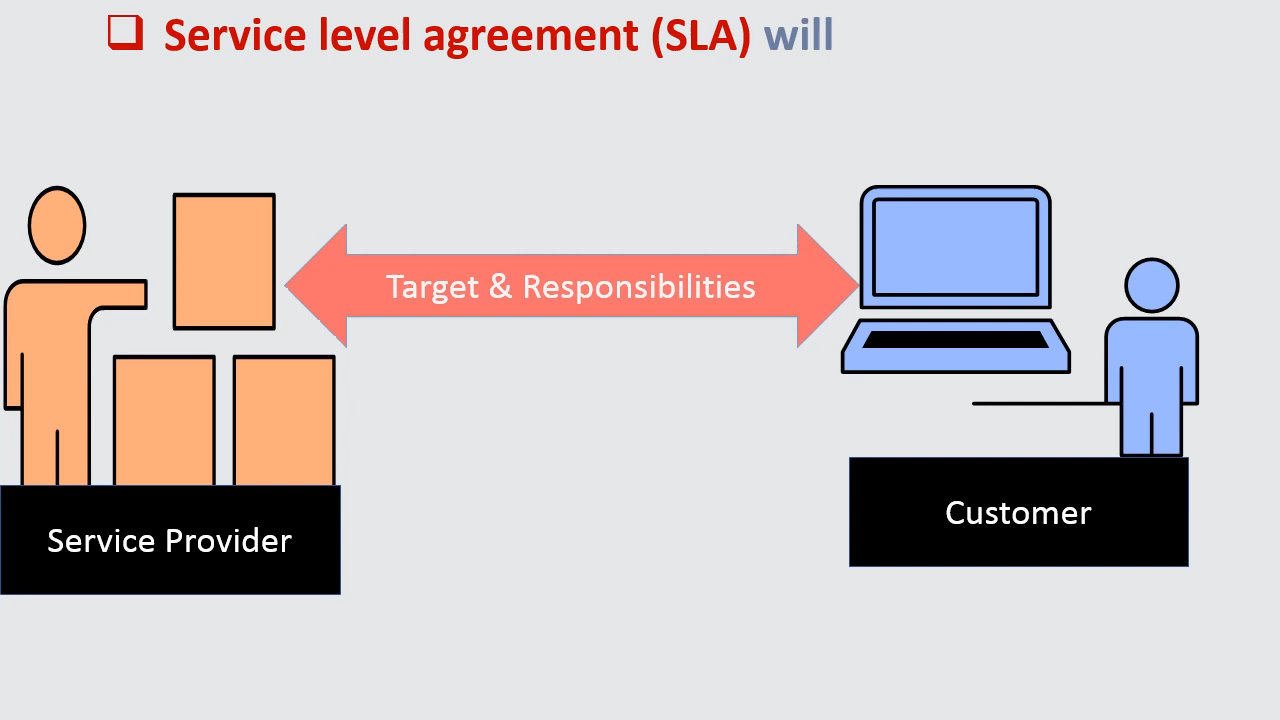 Service level agreement (SLA) will
Target & Responsibilities
Service Provider
Customer